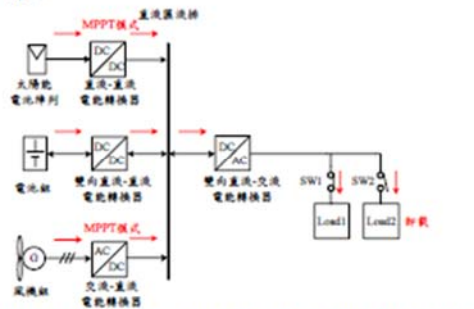 MPPT模式
直流匯流排
DC
DC
太陽能
電池陣列
直流-直流
電能轉換器
DC
DC
DC
AC
SW1
SW2
電池組
雙向直流-直流
電能轉換器
雙向直流-交流
電能轉換器
Load1
Load2
卸載
MPPT模式
G
AC
DC
風機組
交流-直流
電能轉換器